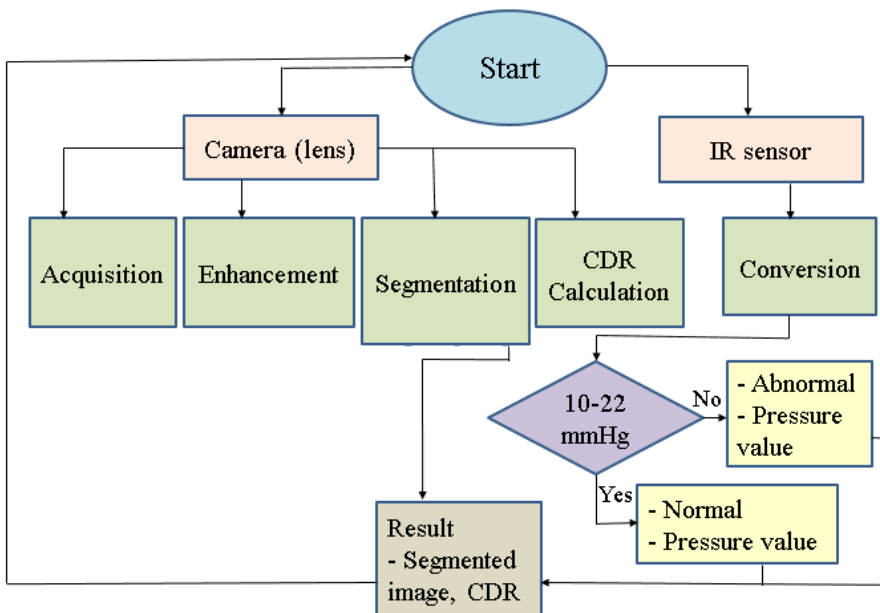 Start
Camera (lens)
IR sensor
Acquisition
Enhancement
Segmentation
CDR
Calculation
Conversion
10-22
mmHg
No
- Abnormal
- Pressure
value
Yes
- Normal
- Pressure value
Result
- Segmented
image, CDR